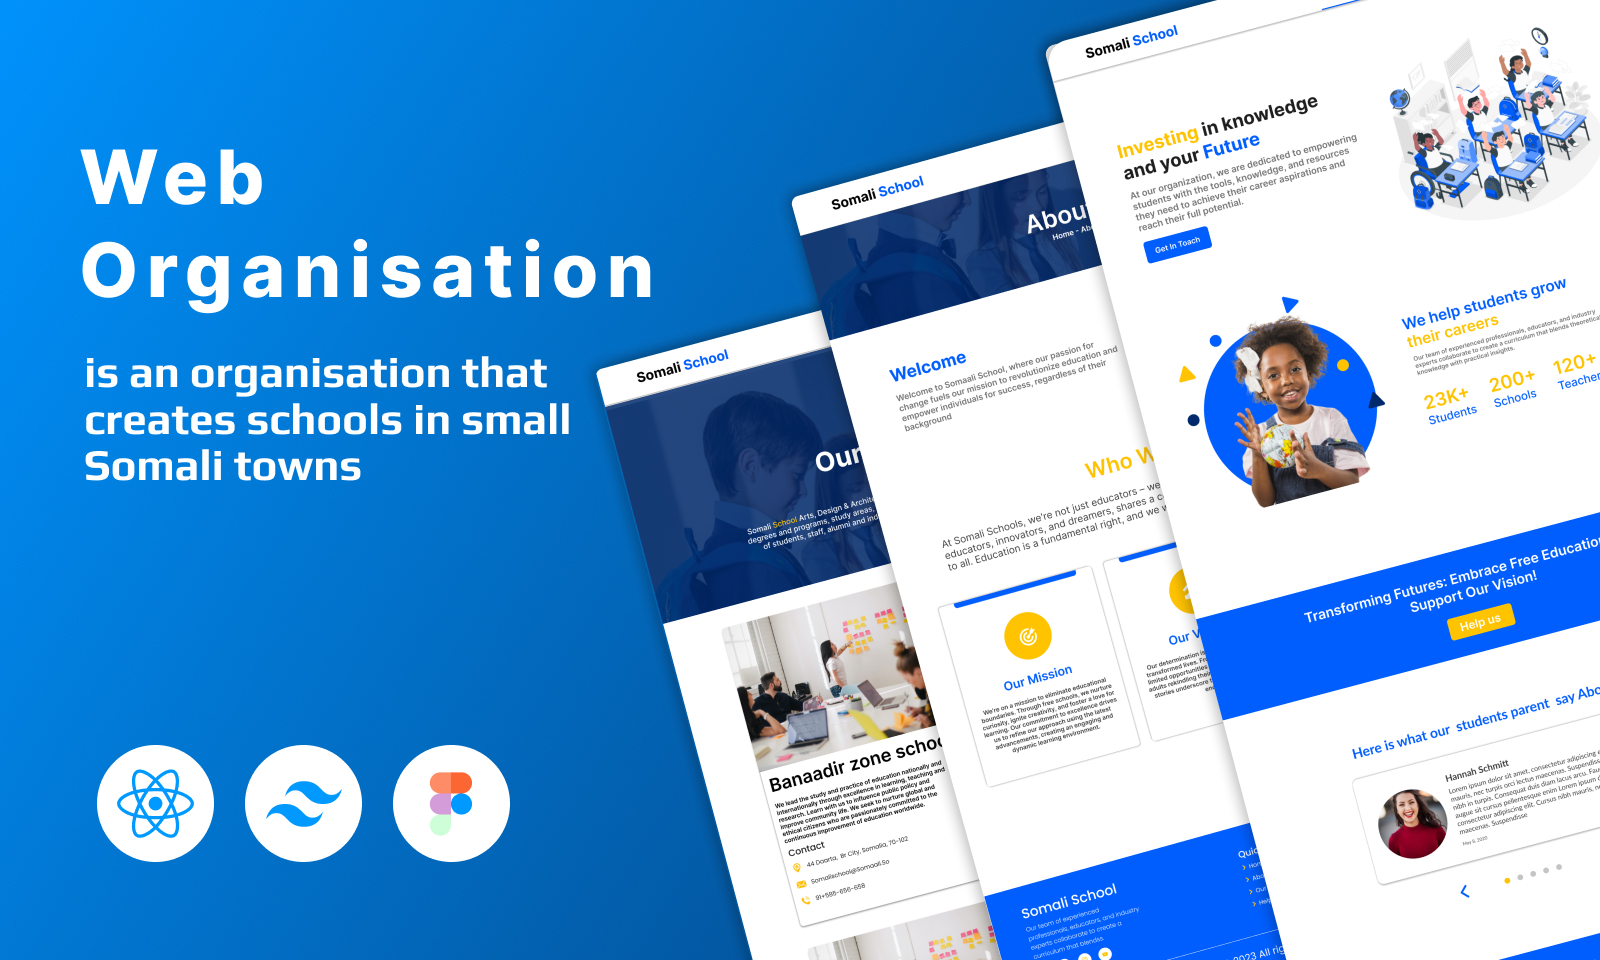 Web
Organisation
is an organisation that
creates schools in small
Somali towns
Somali School
Our
Somali School Arts, Design & Archit
degrees and programs, study areas,
of students, staff, alumni and ind
Banaadir zone schoo
We lead the study and practice of education nationally and
internationally through excellence in learning, teaching and
research. Learn with us to influence public policy and
improve community life. We seek to nurture global and
ethical citizens who are passionately committed to the
continuous improvement of education worldwide.
Contact
44 Daarta, Br City, Somalia, 70-102
Somalischool@Somaali.So
91+585-656-658
Somali School
About
Home - Abo
Welcome
Welcome to Somaali School, where our passion for
change fuels our mission to revolutionize education and
empower individuals for success, regardless of their
background
Who W
At Somali Schools, we're not just educators – we
educators, innovators, and dreamers, shares a c
to all. Education is a fundamental right, and we w
Our Mission
We're on a mission to eliminate educational
boundaries. Through free schools, we nurture
curiosity, ignite creativity, and foster a love for
learning. Our commitment to excellence drives
us to refine our approach using the latest
advancements, creating an engaging and
dynamic learning environment.
Our V
Our determination is
transformed lives. Fr
limited opportunities
adults rekindling their
stories underscore
an
Somali School
Our team of experienced
professionals, educators, and industry
experts collaborate to create a
curriculum that blendss
Quic
Hom
Abo
Our
Help
2023 All rig
Somali School
Investing in knowledge
and your Future
At our organization, we are dedicated to empowering
students with the tools, knowledge, and resources
they need to achieve their career aspirations and
reach their full potential.
Get In Toach
We help students grow
their careers
Our team of experienced professionals, educators, and industry
experts collaborate to create a curriculum that blends theoretical
knowledge with practical insights.
23K+
Students
200+
Schools
120+
Teacher
Transforming Futures: Embrace Free Education
Support Our Vision!
Help us
Here is what our students parent say Abo
Hannah Schmitt
Lorem ipsum dolor sit amet, consectetur adipiscing e
mauris, nec turpis orci lectus maecenas. Suspendisse
nibh in turpis. Consequat duis diam lacus arcu. Fau
augue sit cursus pellentesque enim Lorem ipsum d
consectetur adipiscing elit. Cursus nibh mauris, ne
maecenas. Suspendisse